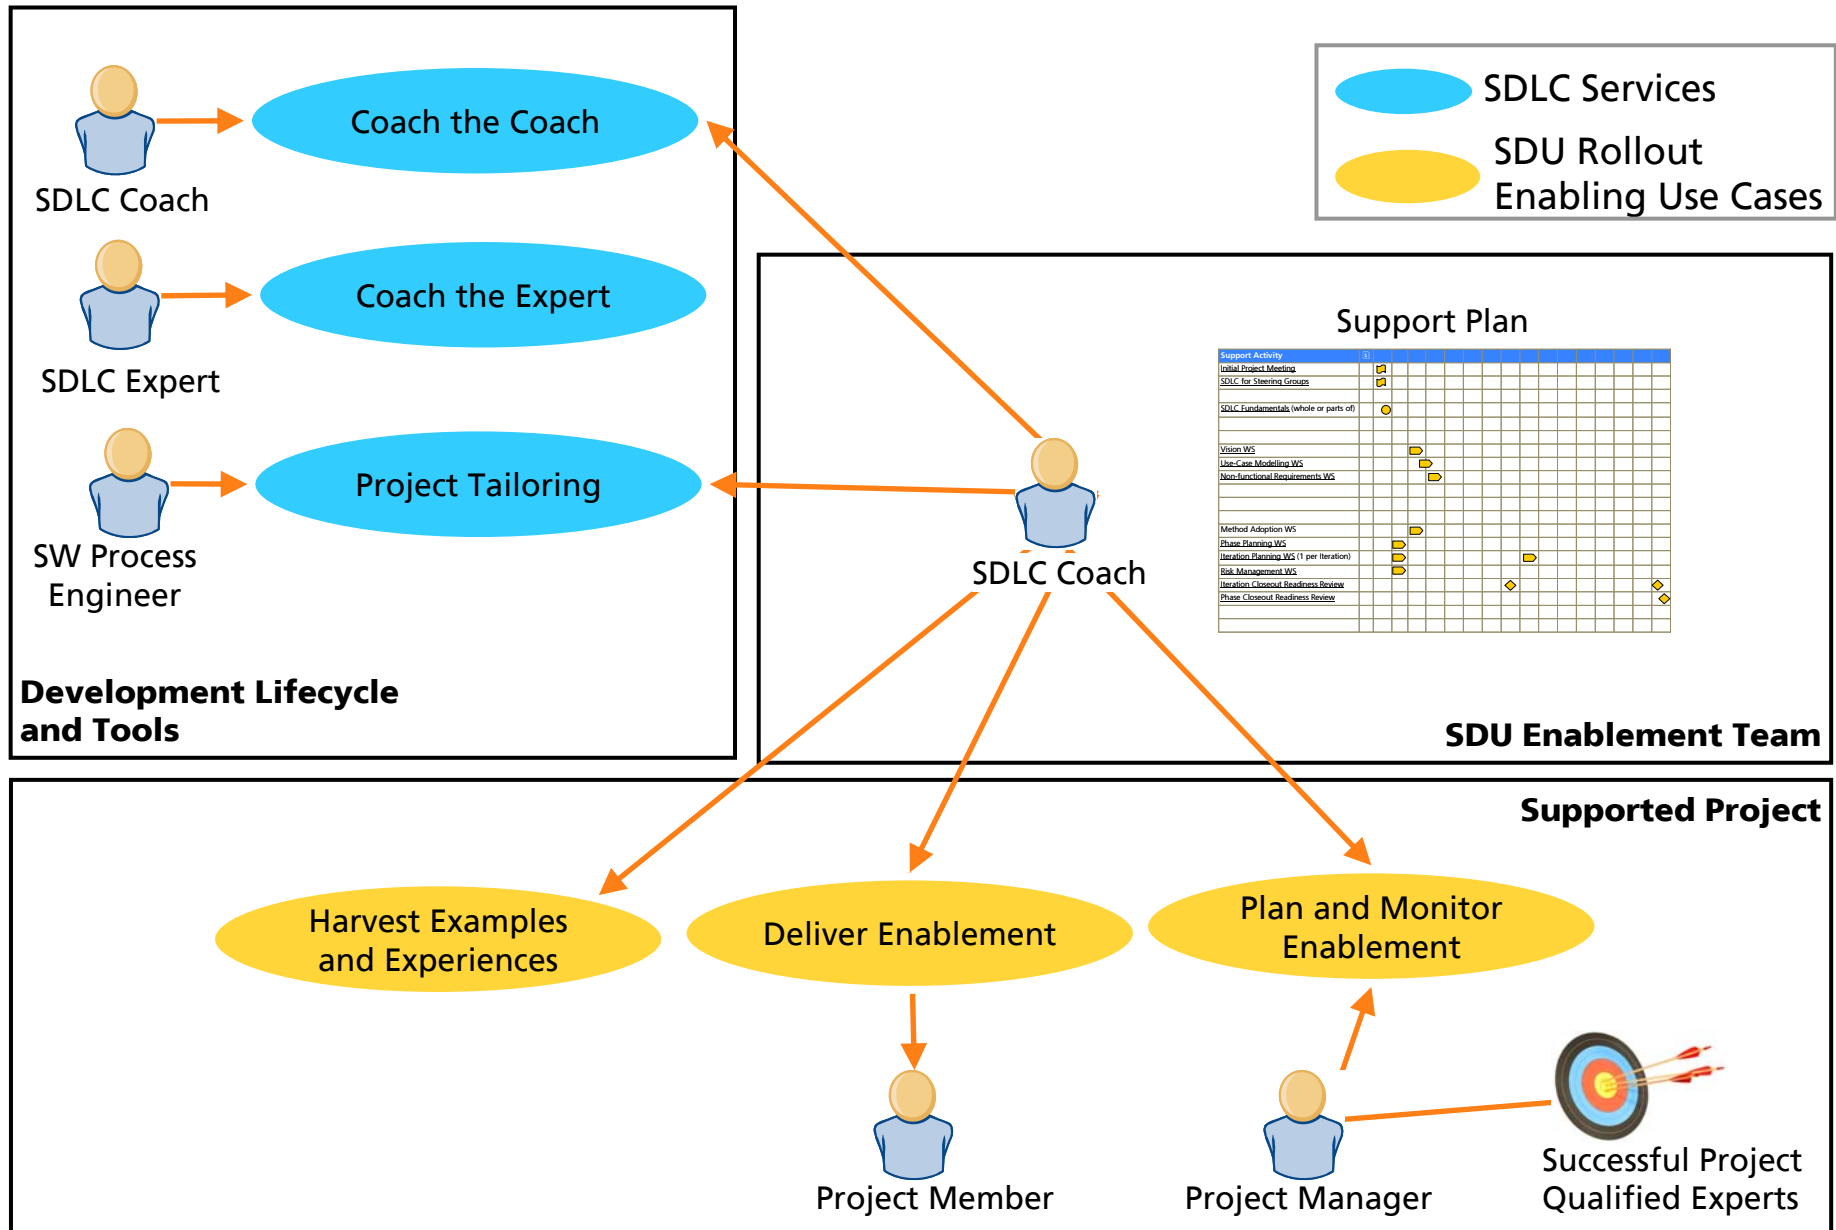 Coach the Coach
SDLC Coach
Coach the Expert
SDLC Expert
Project Tailoring
SW Process
Engineer
Development Lifecycle
and Tools
SDLC Services
SDU Rollout
Enabling Use Cases
Support Plan
Support Activity
Initial Project Meeting
SDLC for Steering Groups
SDLC Fundamentals (whole or parts of)
Vision WS
Use-Case Modelling WS
Non-functional Requirements WS
Method Adoption WS
Phase Planning WS
Iteration Planning WS (1 per Iteration)
Risk Management WS
Iteration Closeout Readiness Review
Phase Closeout Readiness Review
SDLC Coach
SDU Enablement Team
Supported Project
Harvest Examples
and Experiences
Deliver Enablement
Plan and Monitor
Enablement
Project Member
Project Manager
Successful Project
Qualified Experts